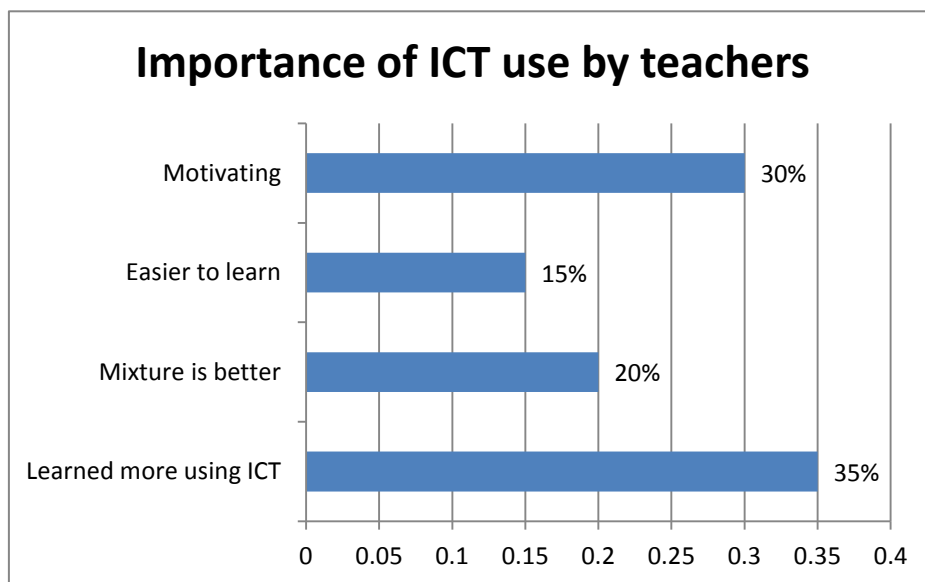 Importance of ICT use by teachers
Motivating
30%
Easier to learn
15%
Mixture is better
20%
Learned more using ICT
35%
0 0.05 0.1 0.15 0.2 0.25 0.3 0.35 0.4